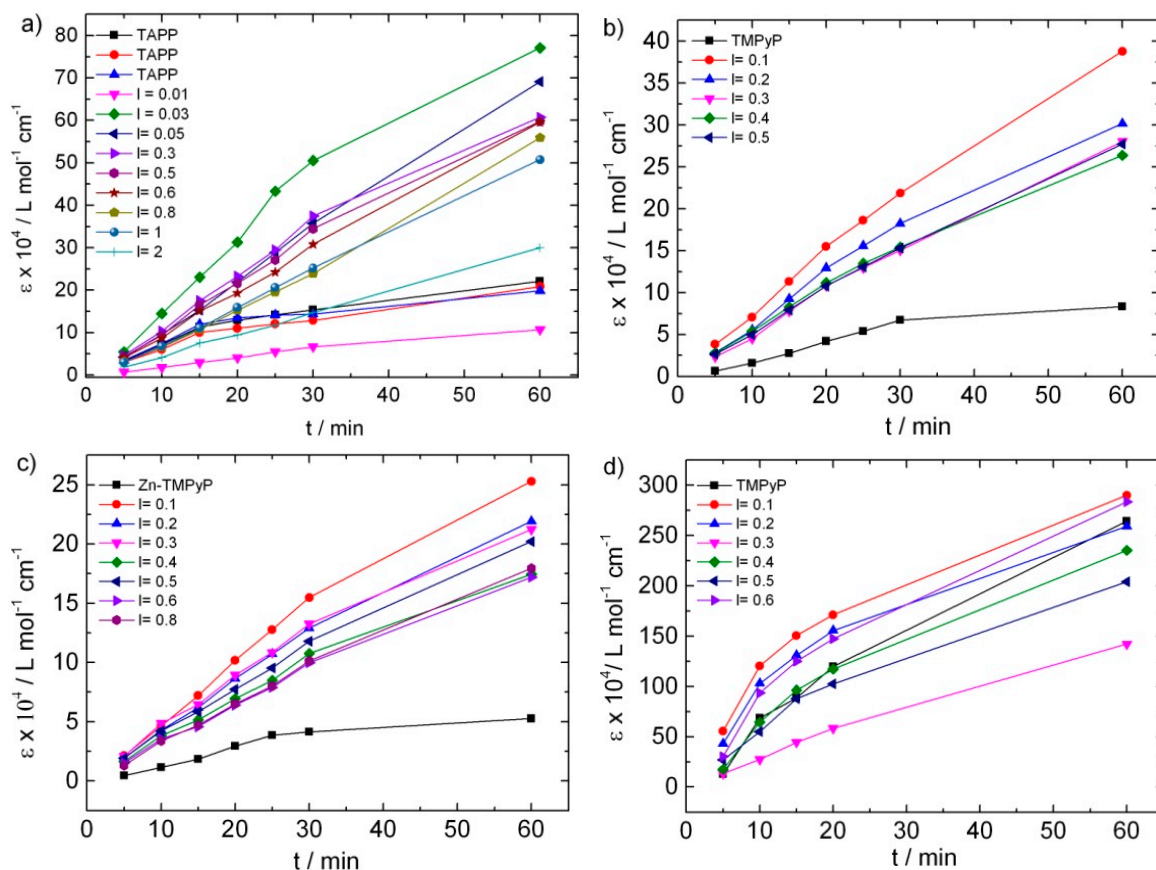 a)
TAPP
TAPP
TAPP
I = 0.01
I = 0.03
I= 0.05
I= 0.3
I= 0.5
I= 0.6
I= 0.8
I= 1
I= 2
80
70
60
50
40
30
20
10
0
ε x 10⁴ / L mol⁻¹ cm⁻¹
0 10 20 30 40 50 60
t / min
b)
TMPyP
I= 0.1
I= 0.2
I= 0.3
I= 0.4
I= 0.5
40
35
30
25
20
15
10
5
0
ε x 10⁴ / L mol⁻¹ cm⁻¹
0 10 20 30 40 50 60
t / min
c)
Zn-TMPyP
I= 0.1
I= 0.2
I= 0.3
I= 0.4
I= 0.5
I= 0.6
I= 0.8
25
20
15
10
5
0
ε x 10⁴ / L mol⁻¹ cm⁻¹
0 10 20 30 40 50 60
t / min
d)
TMPyP
I= 0.1
I= 0.2
I= 0.3
I= 0.4
I= 0.5
I= 0.6
300
250
200
150
100
50
0
ε x 10⁴/ L mol⁻¹ cm⁻¹
0 10 20 30 40 50 60
t / min